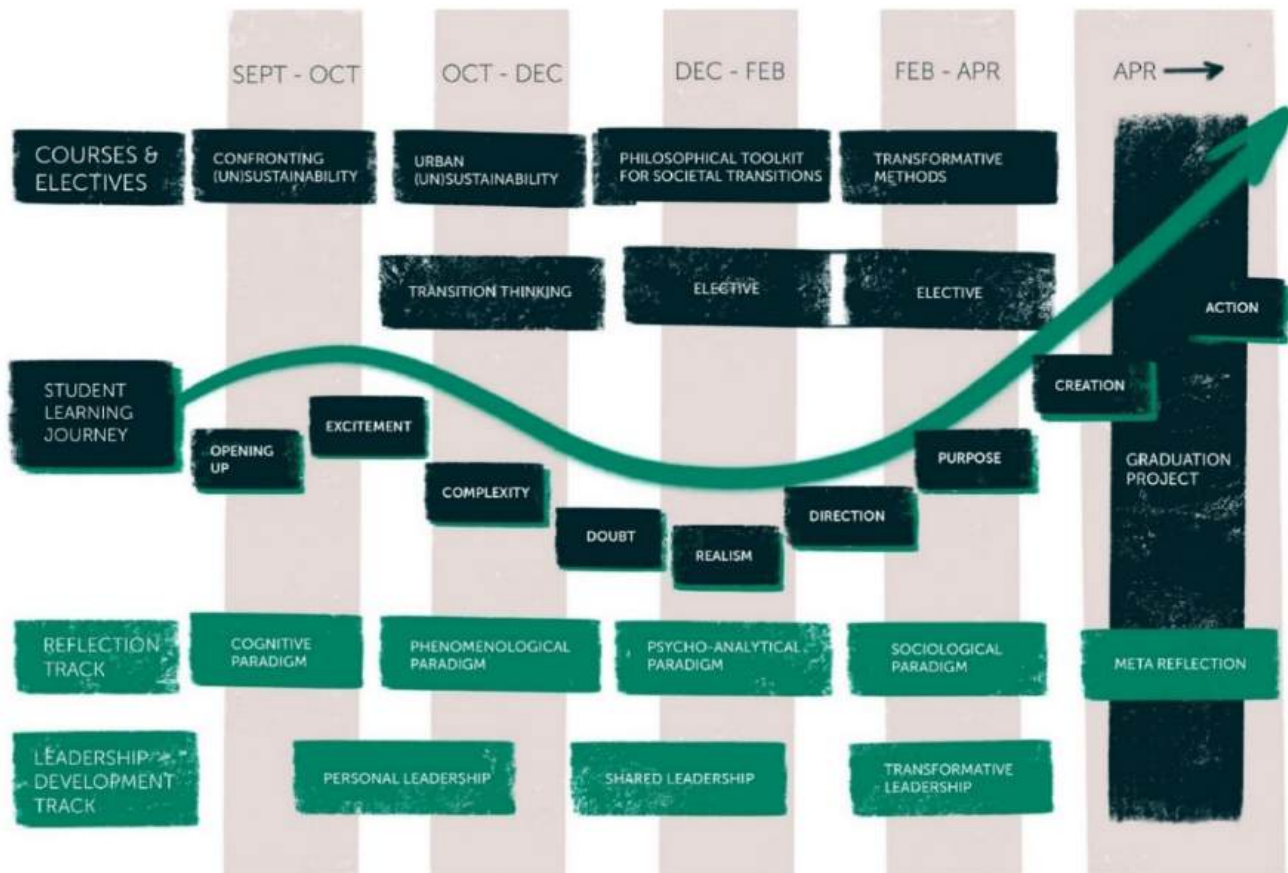 SEPT - OCT
OCT - DEC
DEC - FEB
FEB - APR
APR
COURSES &
ELECTIVES
CONFRONTING
(UN)SUSTAINABILITY
URBAN
(UN)SUSTAINABILITY
PHILOSOPHICAL TOOLKIT
FOR SOCIETAL TRANSITIONS
TRANSFORMATIVE
METHODS
TRANSITION THINKING
ELECTIVE
ELECTIVE
STUDENT
LEARNING
JOURNEY
OPENING
UP
EXCITEMENT
COMPLEXITY
DOUBT
REALISM
DIRECTION
PURPOSE
CREATION
ACTION
GRADUATION
PROJECT
REFLECTION
TRACK
COGNITIVE
PARADIGM
PHENOMENOLOGICAL
PARADIGM
PSYCHO-ANALYTICAL
PARADIGM
SOCIOLOGICAL
PARADIGM
META REFLECTION
LEADERSHIP
DEVELOPMENT
TRACK
PERSONAL LEADERSHIP
SHARED LEADERSHIP
TRANSFORMATIVE
LEADERSHIP